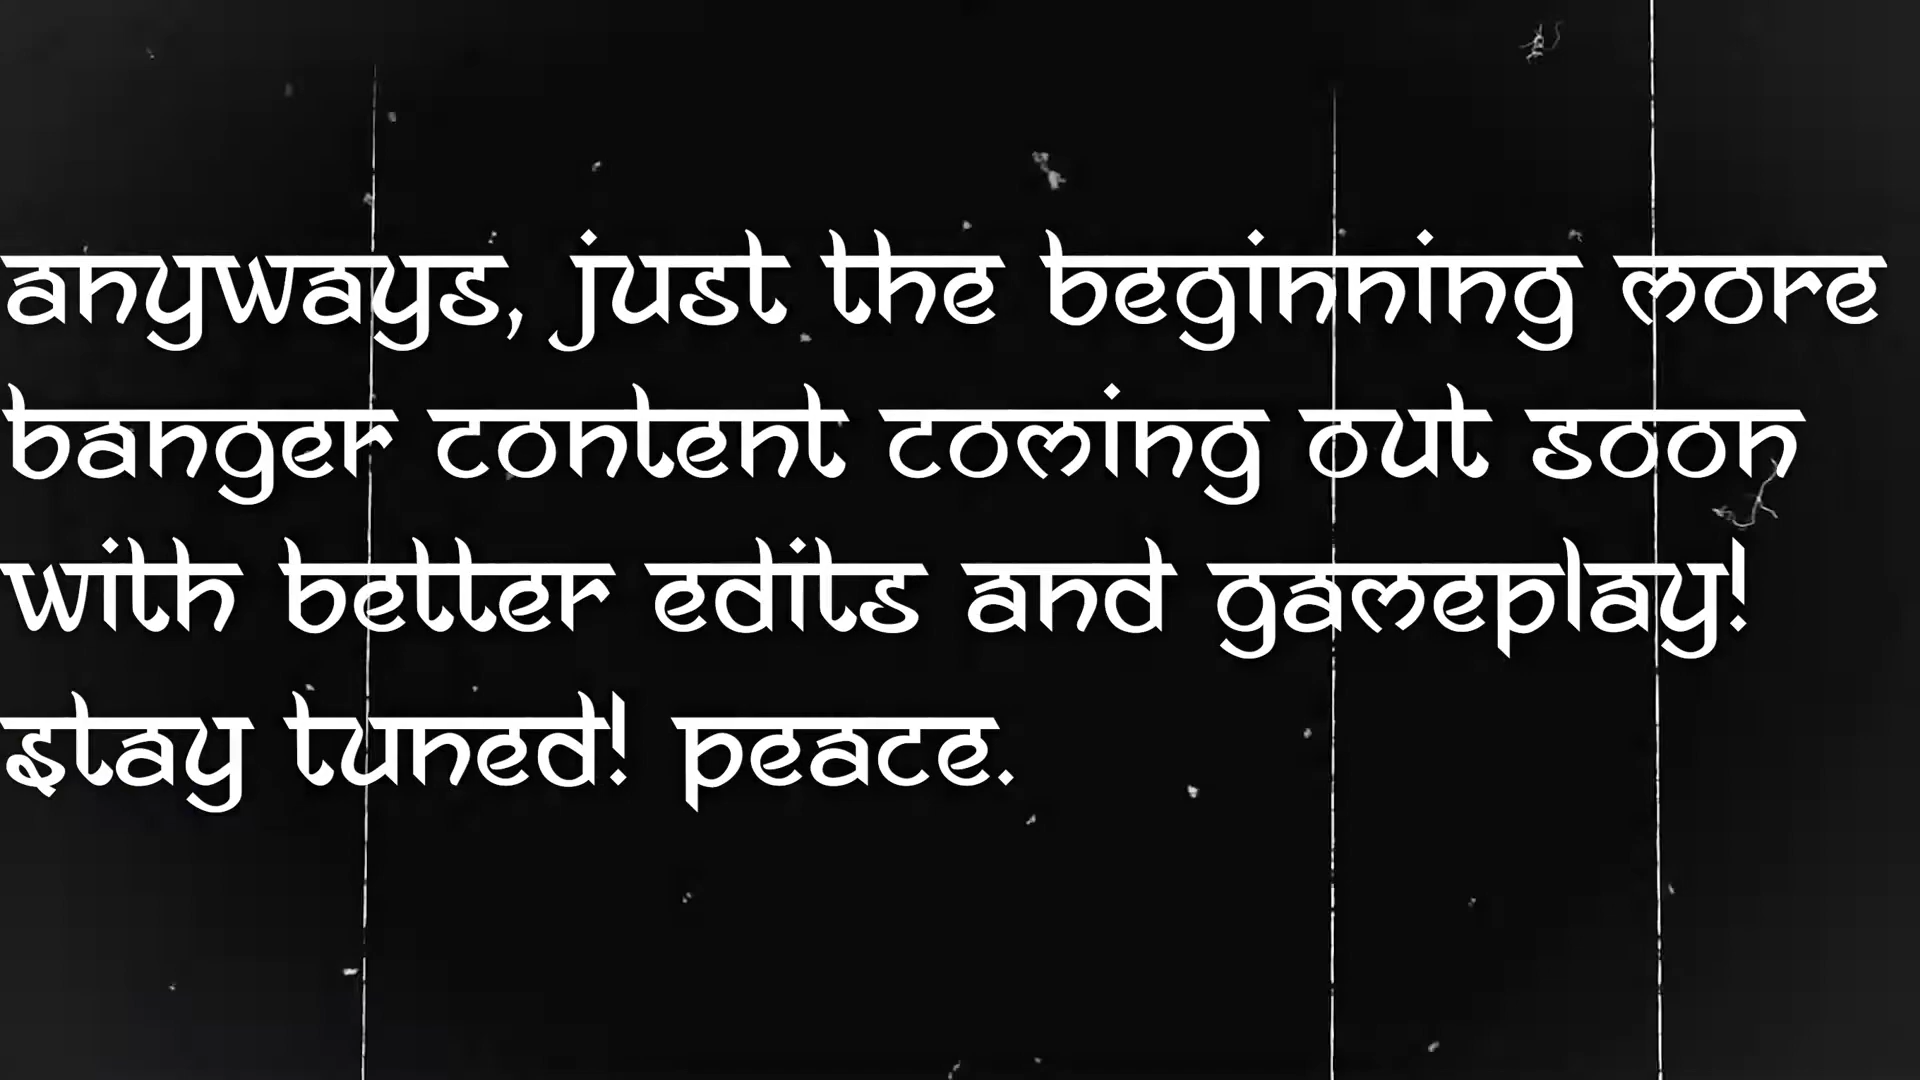 anyways, just the beginning more
banger content coming out soon
with better edits and gameplay!
stay tuned! peace.